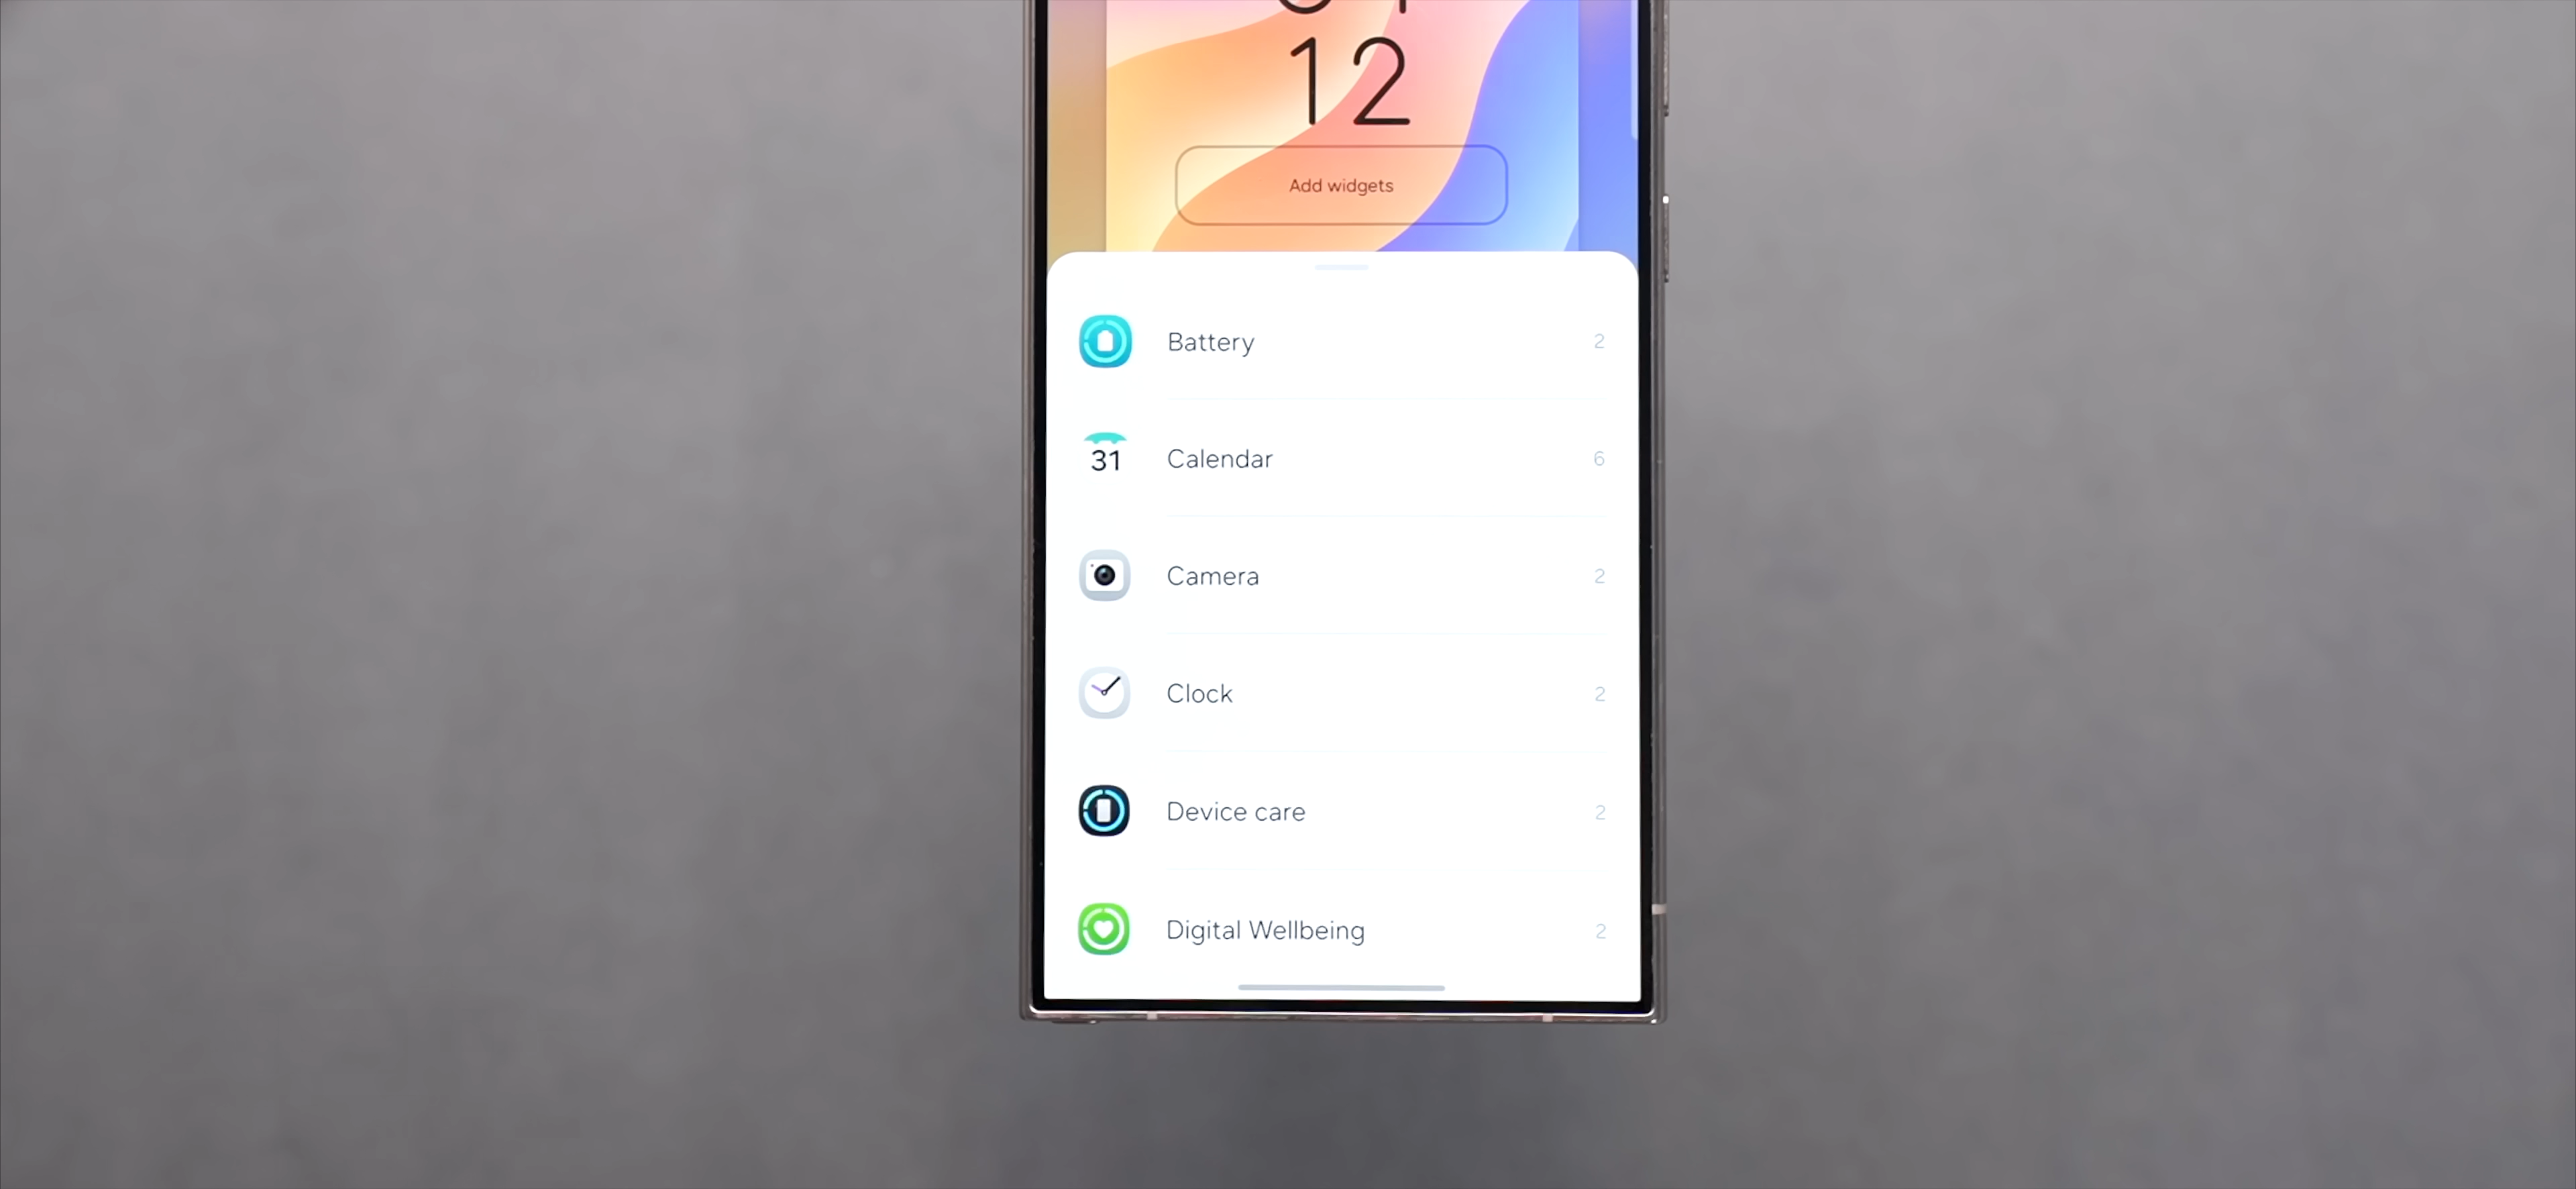 12
Add widgets
Battery 2
31 Calendar 6
Camera 2
Clock 2
Device care 2
Digital Wellbeing 2